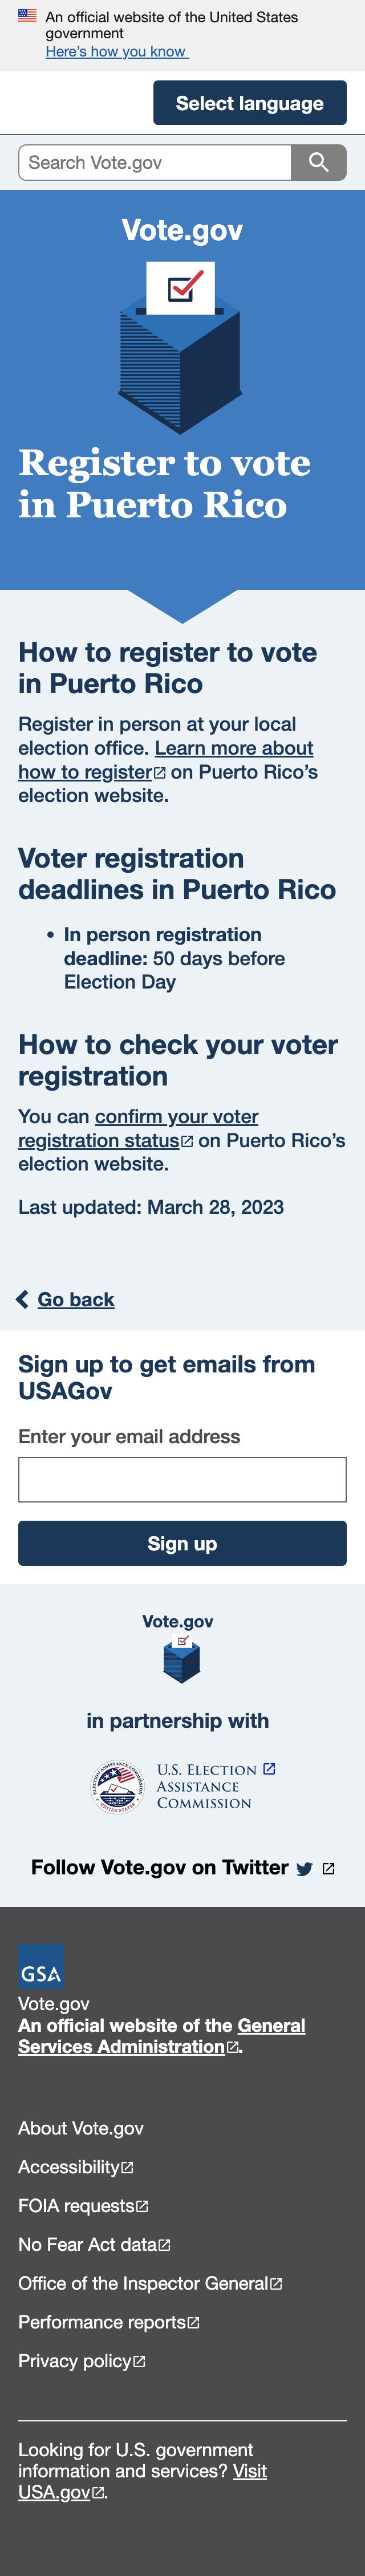 An official website of the United States
government
Here’s how you know
Select language
Search Vote.gov
Vote.gov
Register to vote
in Puerto Rico
How to register to vote
in Puerto Rico
Register in person at your local
election office. Learn more about
how to register on Puerto Rico’s
election website.
Voter registration
deadlines in Puerto Rico
• In person registration
deadline: 50 days before
Election Day
How to check your voter
registration
You can confirm your voter
registration status on Puerto Rico’s
election website.
Last updated: March 28, 2023
Go back
Sign up to get emails from
USAGov
Enter your email address
Sign up
Vote.gov
in partnership with
U.S. ELECTION
ASSISTANCE
COMMISSION
Follow Vote.gov on Twitter
GSA
Vote.gov
An official website of the General
Services Administration.
About Vote.gov
Accessibility
FOIA requests
No Fear Act data
Office of the Inspector General
Performance reports
Privacy policy
Looking for U.S. government
information and services? Visit
USA.gov.